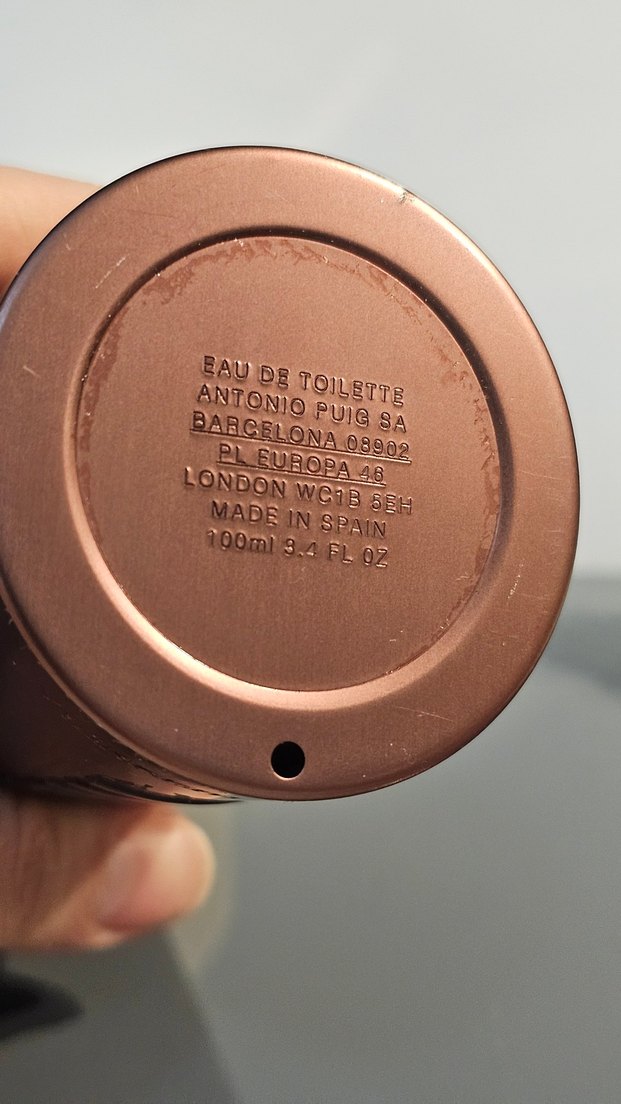 EAU DE TOILETTE
ANTONIO PUIG SA
BARCELONA 08902
PL EUROPA 46
LONDON WC1B 5EH
MADE IN SPAIN
100ml 3.4 FL OZ